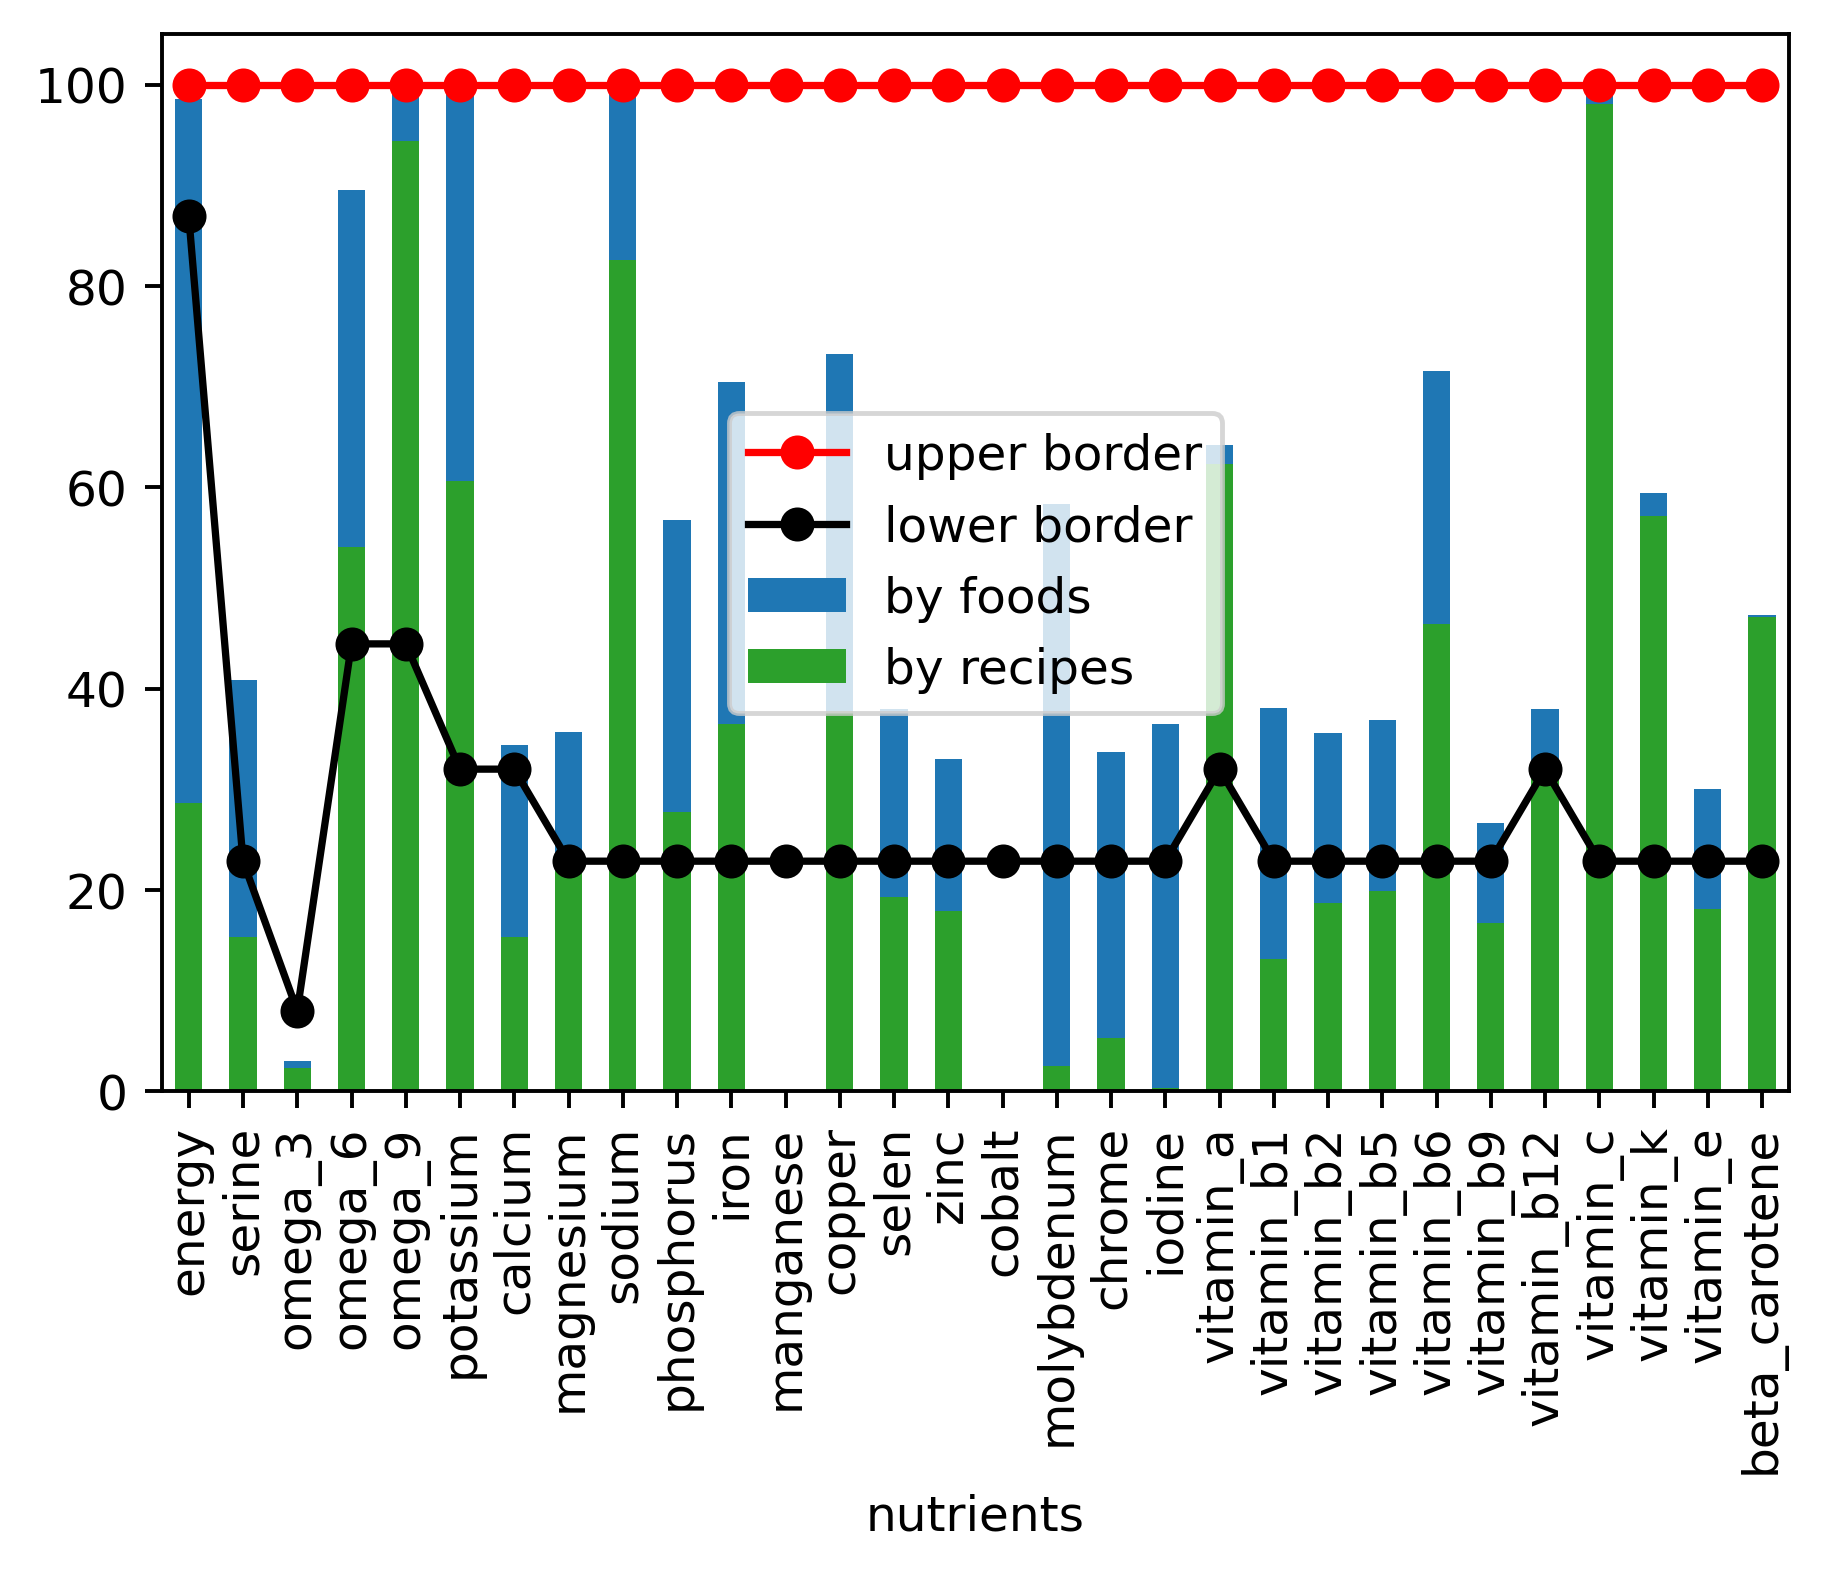 100
80
60
40
20
0
upper border
lower border
by foods
by recipes
energy
serine
omega_3
omega_6
omega_9
potassium
calcium
magnesium
sodium
phosphorus
iron
manganese
copper
selen
zinc
cobalt
molybdenum
chrome
iodine
vitamin_a
vitamin_b1
vitamin_b2
vitamin_b5
vitamin_b6
vitamin_b9
vitamin_b12
vitamin_c
vitamin_k
vitamin_e
beta_carotene
nutrients